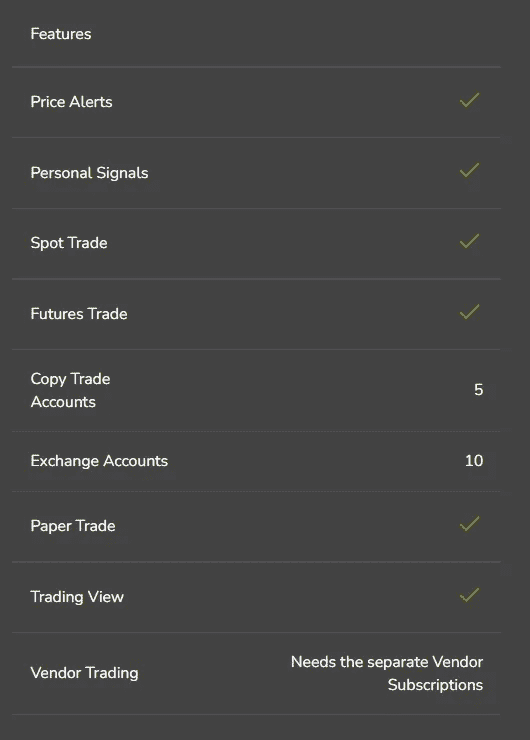 Features
Price Alerts
Personal Signals
Spot Trade
Futures Trade
Copy Trade
Accounts
5
Exchange Accounts 10
Paper Trade
Trading View
Vendor Trading
Needs the separate Vendor
Subscriptions